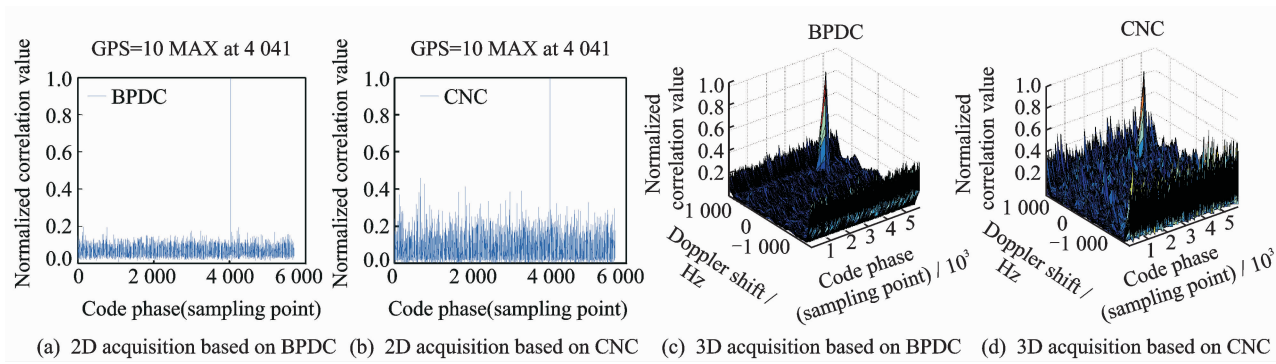 GPS=10 MAX at 4 041
Normalized correlation value
1.0
0.8
0.6
0.4
0.2
0.0
BPDC
0 2 000 4 000 6 000
Code phase(sampling point)
(a) 2D acquisition based on BPDC
GPS=10 MAX at 4 041
Normalized correlation value
1.0
0.8
0.6
0.4
0.2
0.0
CNC
0 2 000 4 000 6 000
Code phase(sampling point)
(b) 2D acquisition based on CNC
BPDC
Normalized
correlation value
1.0
0.8
0.6
0.4
0.2
1 000
0
−1 000
Doppler shift /
Hz
1 2 3 4 5
Code phase
(sampling point) / 10³
(c) 3D acquisition based on BPDC
CNC
Normalized
correlation value
1.0
0.8
0.6
0.4
0.2
1 000
0
−1 000
Doppler shift /
Hz
1 2 3 4 5
Code phase
(sampling point) / 10³
(d) 3D acquisition based on CNC